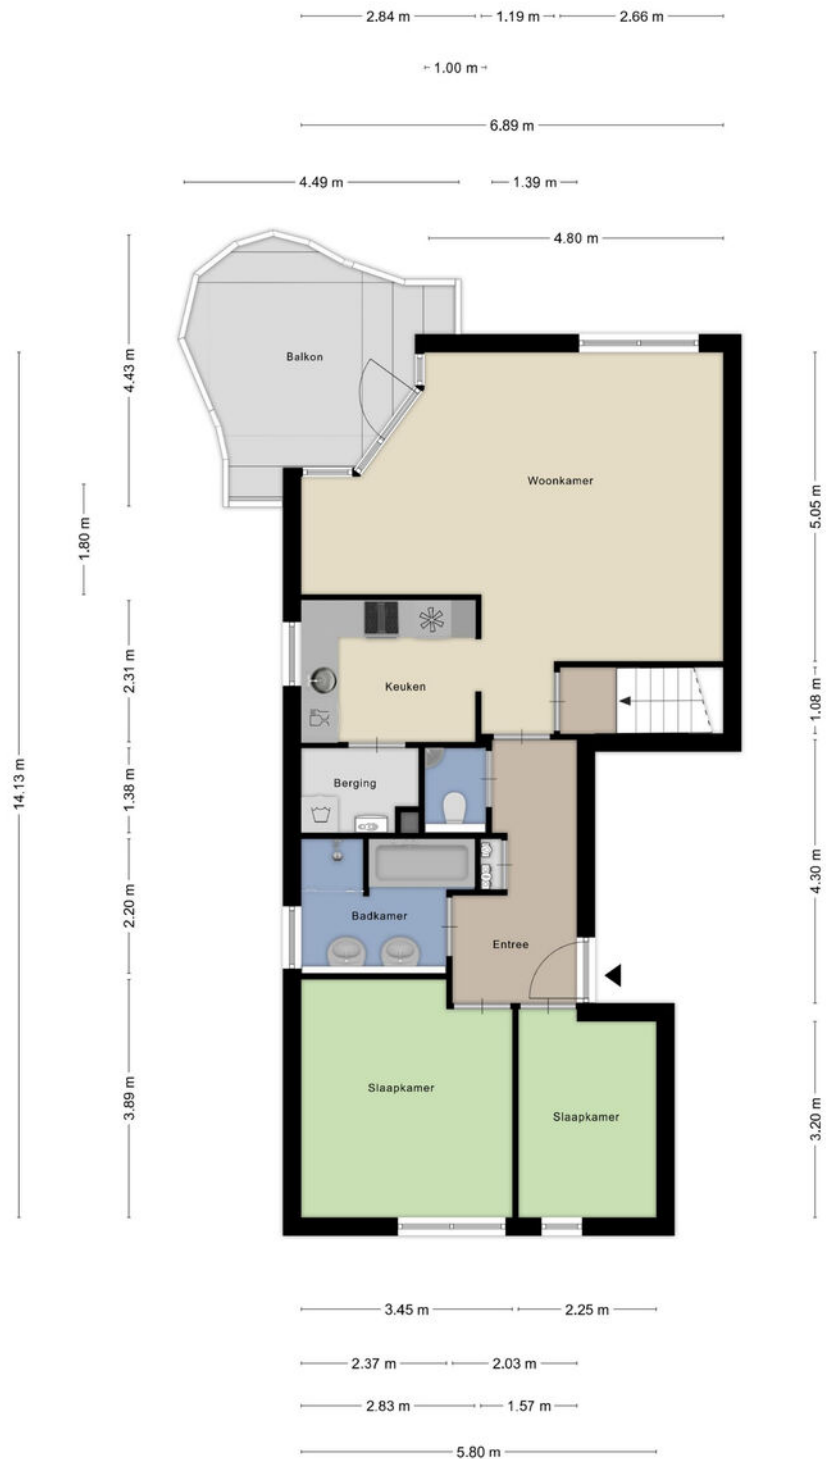 2.84 m 1.19 m 2.66 m
1.00 m
6.89 m
4.49 m 1.39 m
4.80 m
Balkon
4.43 m
Woonkamer
5.05 m
1.80 m
2.31 m
Keuken
1.08 m
14.13 m
1.38 m
Berging
4.30 m
2.20 m
Badkamer
Entree
3.89 m
Slaapkamer
Slaapkamer
3.20 m
3.45 m 2.25 m
2.37 m 2.03 m
2.83 m 1.57 m
5.80 m